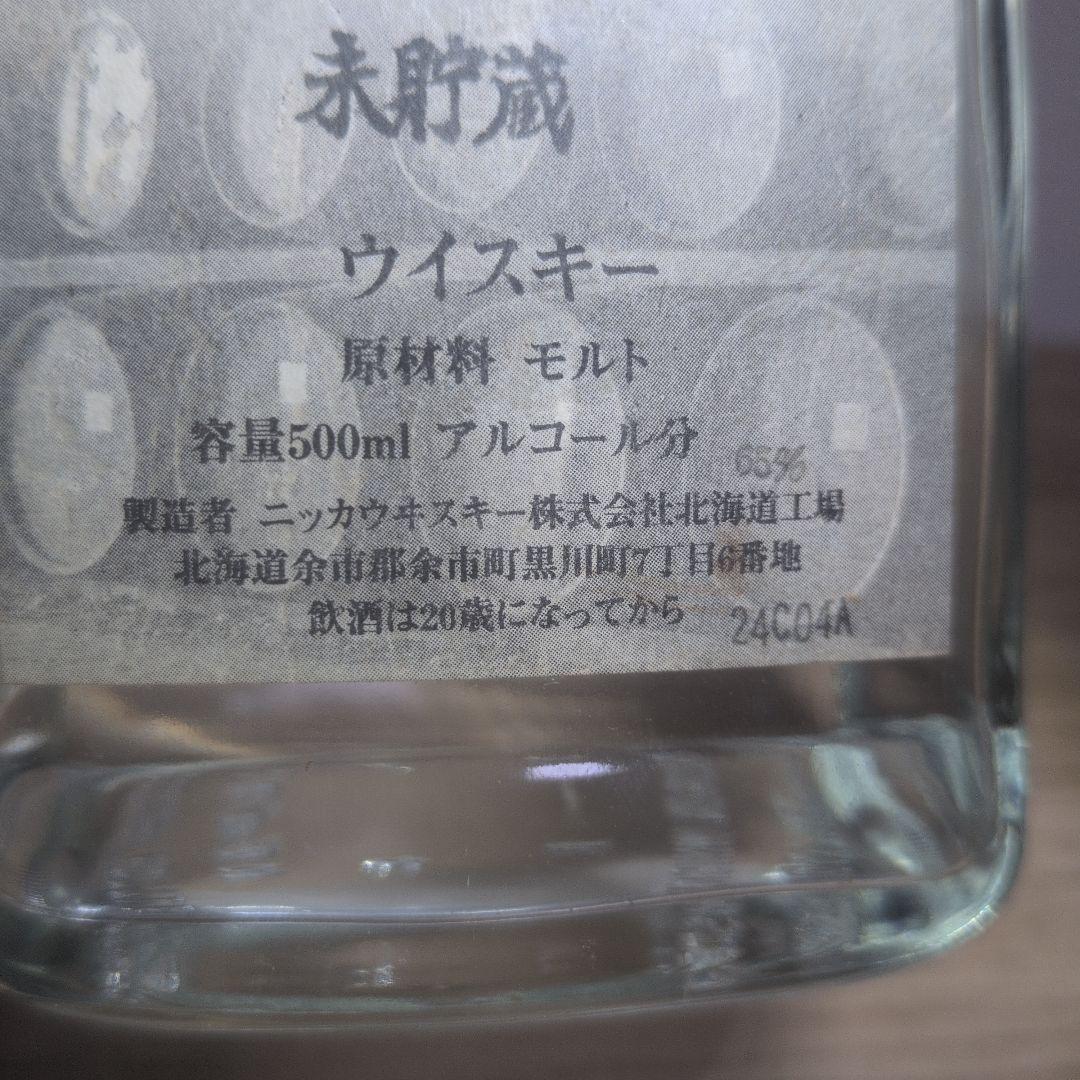 未貯蔵
ウイスキー
原材料 モルト
容量500ml アルコール分 65%
製造者 ニッカウヰスキー株式会社北海道工場
北海道余市郡余市町黒川町7丁目6番地
飲酒は20歳になってから 24C04A